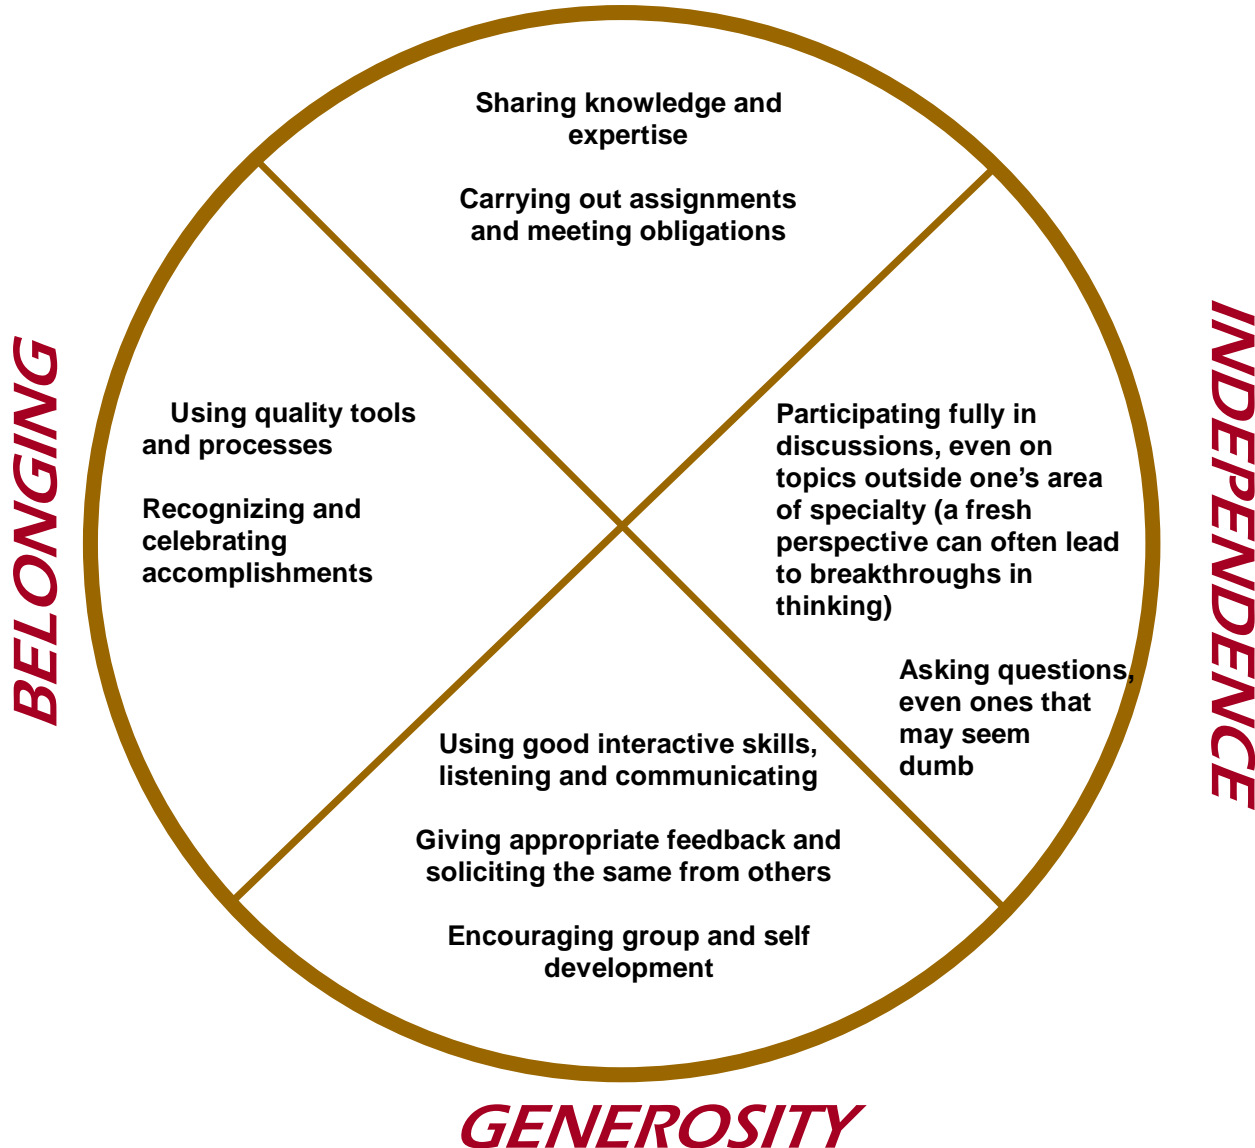 Sharing knowledge and
expertise
Carrying out assignments
and meeting obligations
BELONGING
Using quality tools
and processes
Recognizing and
celebrating
accomplishments
Participating fully in
discussions, even on
topics outside one’s area
of specialty (a fresh
perspective can often lead
to breakthroughs in
thinking)
Asking questions,
even ones that
may seem
dumb
INDEPENDENCE
Using good interactive skills,
listening and communicating
Giving appropriate feedback and
soliciting the same from others
Encouraging group and self
development
GENEROSITY